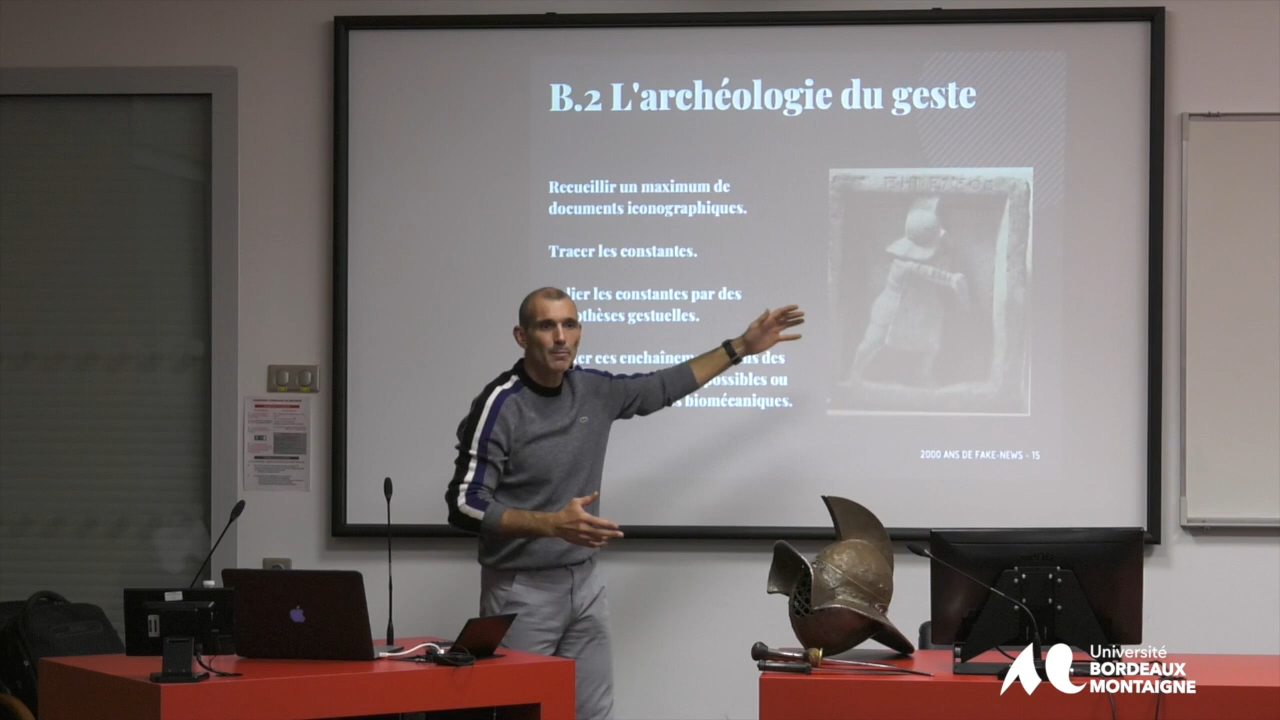 B.2 L'archéologie du geste
Recueillir un maximum de
documents iconographiques.
Tracer les constantes.
les constantes par des
gestuelles.
ces
des
possibles ou
biomécaniques.
2000 ANS DE FAKE-NEWS - 15
Université
BORDEAUX
MONTAIGNE